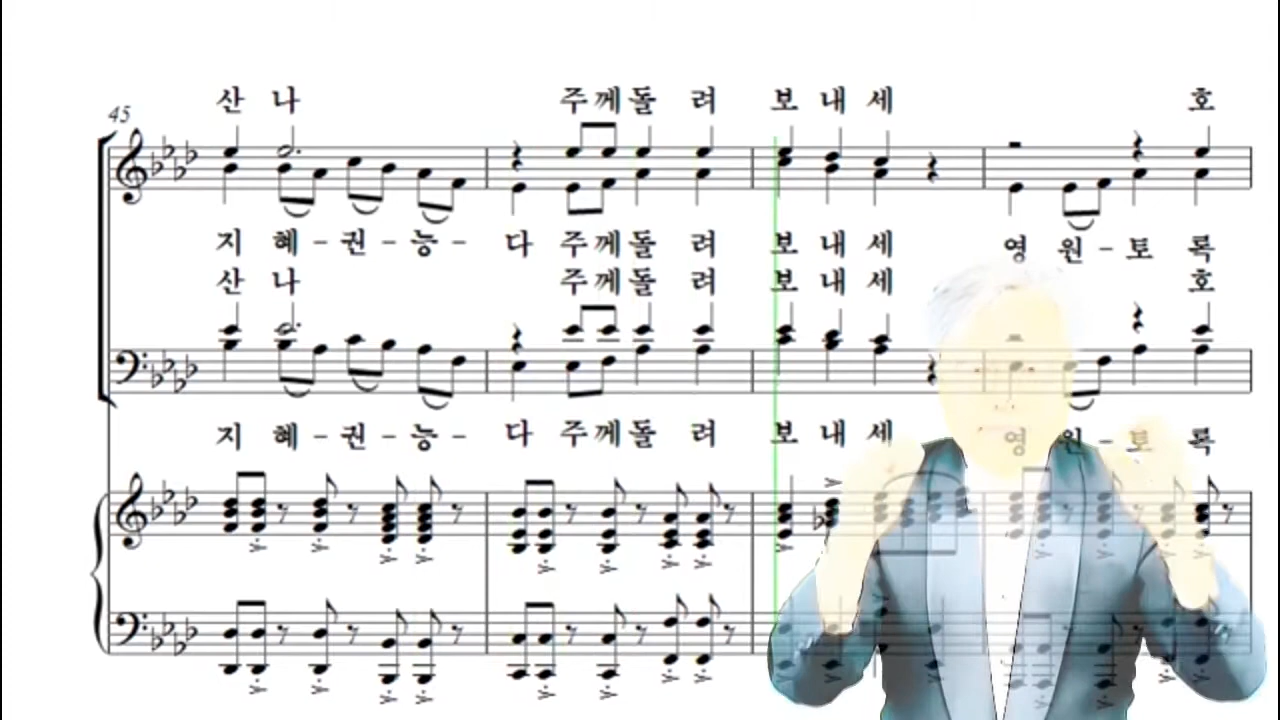 산 나 주께돌 려 보 내 세 호
45
지 혜 - 권 - 능 - 다 주께돌 려 보 내 세 영 원 - 토 록
산 나 주께돌 려 보 내 세 호
지 혜 - 권 - 능 - 다 주께돌 려 보 내 세 영 원 - 토 록